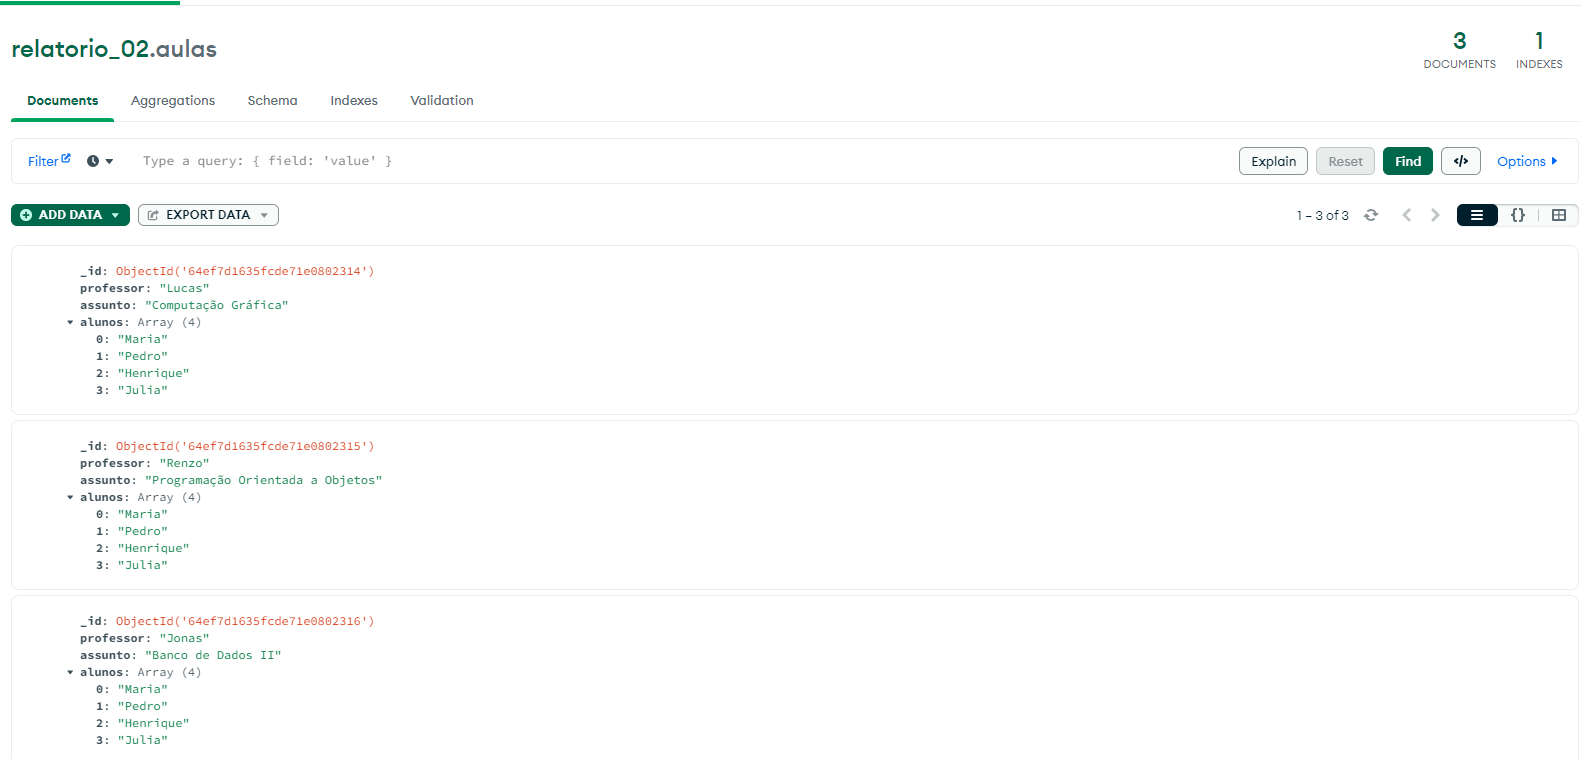 relatorio_02.aulas
3 1
DOCUMENTS INDEXES
Documents Aggregations Schema Indexes Validation
Filter Type a query: { field: 'value' } Explain Reset Find </> Options
ADD DATA EXPORT DATA 1 – 3 of 3 {}
_id: ObjectId('64ef7d1635fcde71e0802314')
professor: "Lucas"
assunto: "Computação Gráfica"
alunos: Array (4)
0: "Maria"
1: "Pedro"
2: "Henrique"
3: "Julia"
_id: ObjectId('64ef7d1635fcde71e0802315')
professor: "Renzo"
assunto: "Programação Orientada a Objetos"
alunos: Array (4)
0: "Maria"
1: "Pedro"
2: "Henrique"
3: "Julia"
_id: ObjectId('64ef7d1635fcde71e0802316')
professor: "Jonas"
assunto: "Banco de Dados II"
alunos: Array (4)
0: "Maria"
1: "Pedro"
2: "Henrique"
3: "Julia"